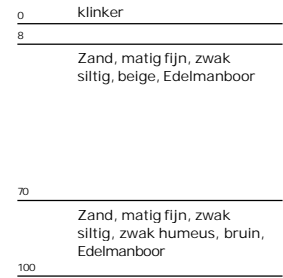 0 klinker
8
Zand, matig fijn, zwak
siltig, beige, Edelmanboor
70
Zand, matig fijn, zwak
siltig, zwak humeus, bruin,
Edelmanboor
100